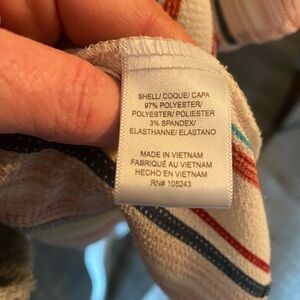 SHELL/ COQUE/ CAPA
97% POLYESTER/
POLYESTER/ POLIESTER
3% SPANDEX/
ELASTHANNE/ ELASTANO
MADE IN VIETNAM
FABRIQUÉ AU VIETNAM
HECHO EN VIETNAM
RN# 105243